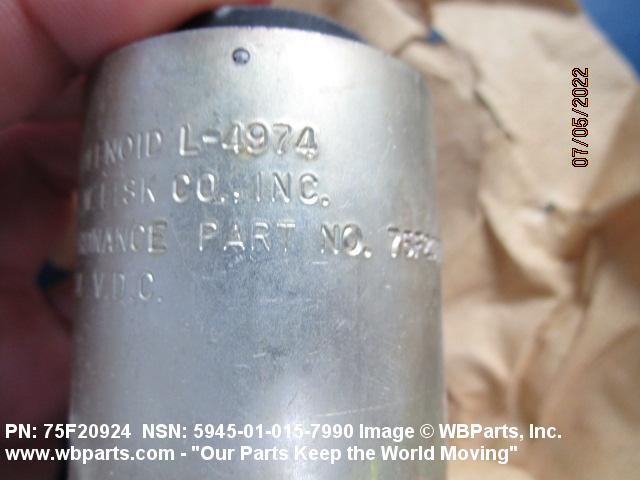 07/05/2022
L-4974
CO., INC.
PART NO.
V.D.C.
PN: 75F20924 NSN: 5945-01-015-7990 Image © WBParts, Inc.
www.wbparts.com - "Our Parts Keep the World Moving"